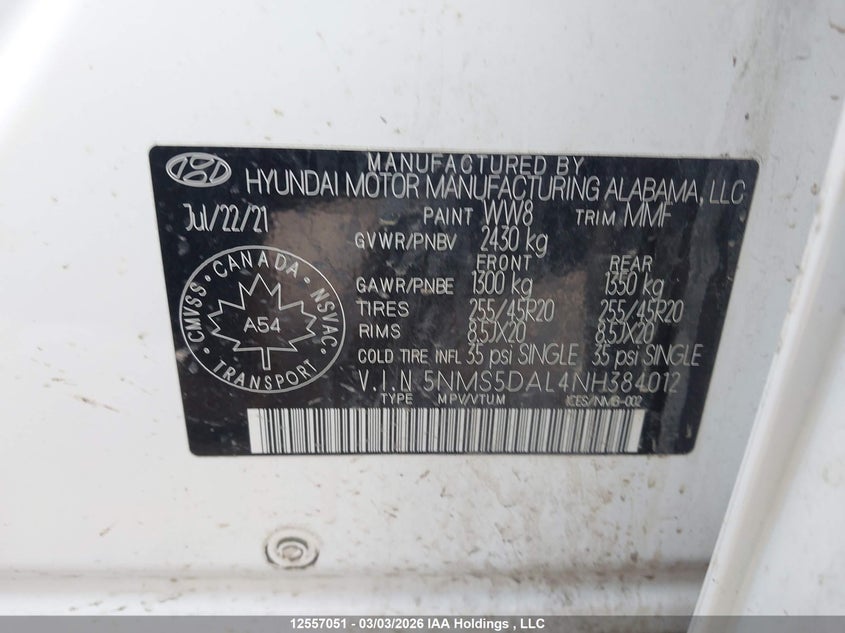 MANUFACTURED BY
HYUNDAI MOTOR MANUFACTURING ALABAMA, LLC
Jul/22/21 PAINT WW8 TRIM MMF
GVWR/PNBV 2430 kg
FRONT REAR
GAWR/PNBE 1300 kg 1350 kg
TIRES 255/45R20 255/45R20
RIMS 8,5JX20 8,5JX20
COLD TIRE INFL 35 psi SINGLE 35 psi SINGLE
V.I.N 5NMS5DAL4NH384012
TYPE MPV/VTUM ICES/NMB-002
CMVSS · CANADA · NSVAC
A54
· TRANSPORT ·
12557051 - 03/03/2026 IAA Holdings , LLC